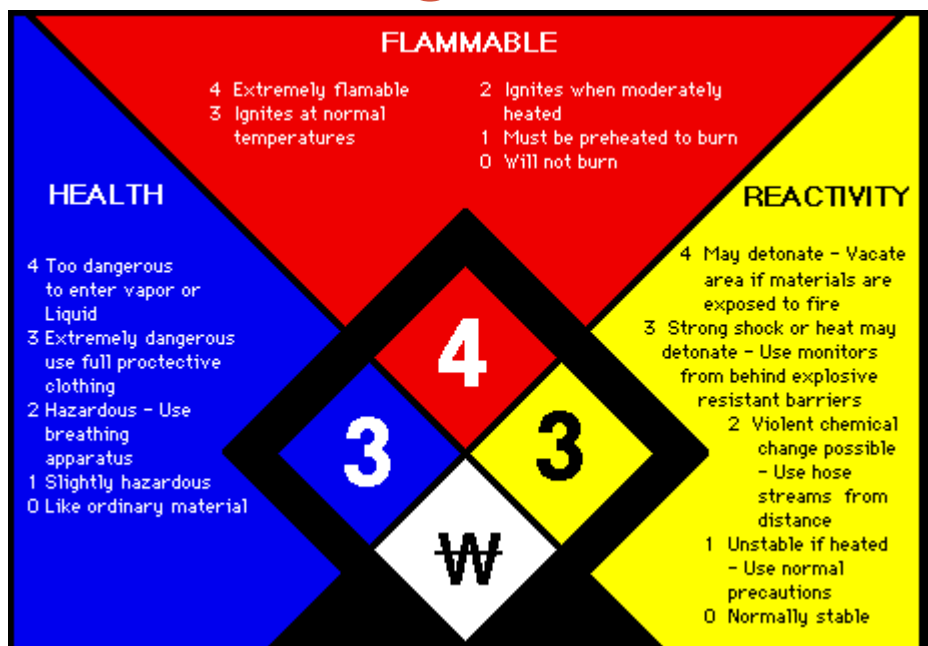 FLAMMABLE
4 Extremely flamable
3 Ignites at normal
temperatures
2 Ignites when moderately
heated
1 Must be preheated to burn
0 Will not burn
HEALTH
4 Too dangerous
to enter vapor or
Liquid
3 Extremely dangerous
use full proctective
clothing
2 Hazardous - Use
breathing
apparatus
1 Slightly hazardous
0 Like ordinary material
REACTIVITY
4 May detonate - Vacate
area if materials are
exposed to fire
3 Strong shock or heat may
detonate - Use monitors
from behind explosive
resistant barriers
2 Violent chemical
change possible
- Use hose
streams from
distance
1 Unstable if heated
- Use normal
precautions
0 Normally stable
4
3
3
W